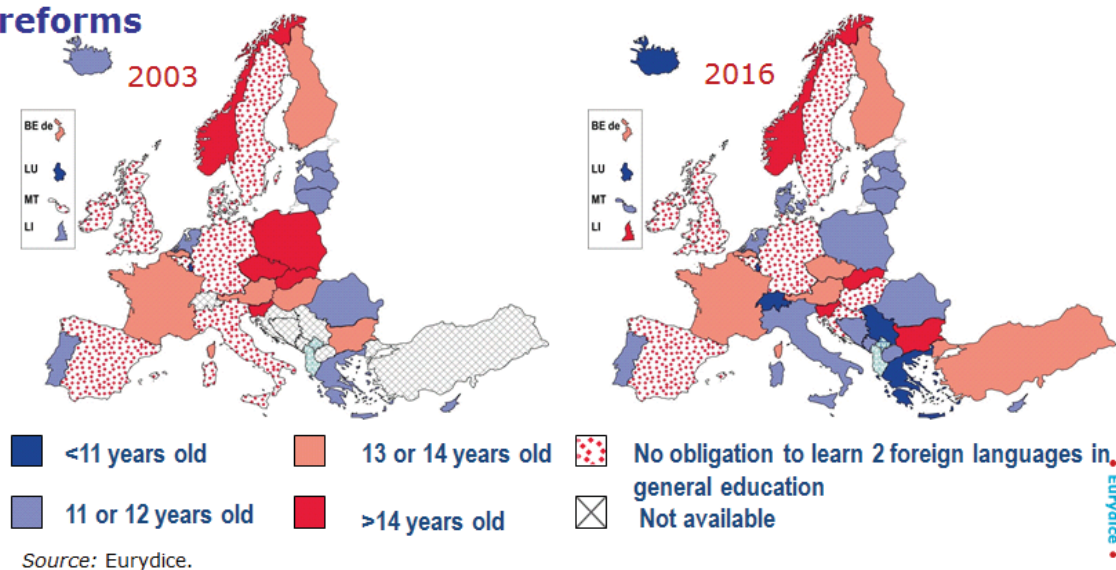 reforms
2003
2016
BE de
LU
MT
LI
BE de
LU
MT
LI
<11 years old
13 or 14 years old
No obligation to learn 2 foreign languages in
general education
11 or 12 years old
>14 years old
Not available
• Eurydice •
Source: Eurydice.